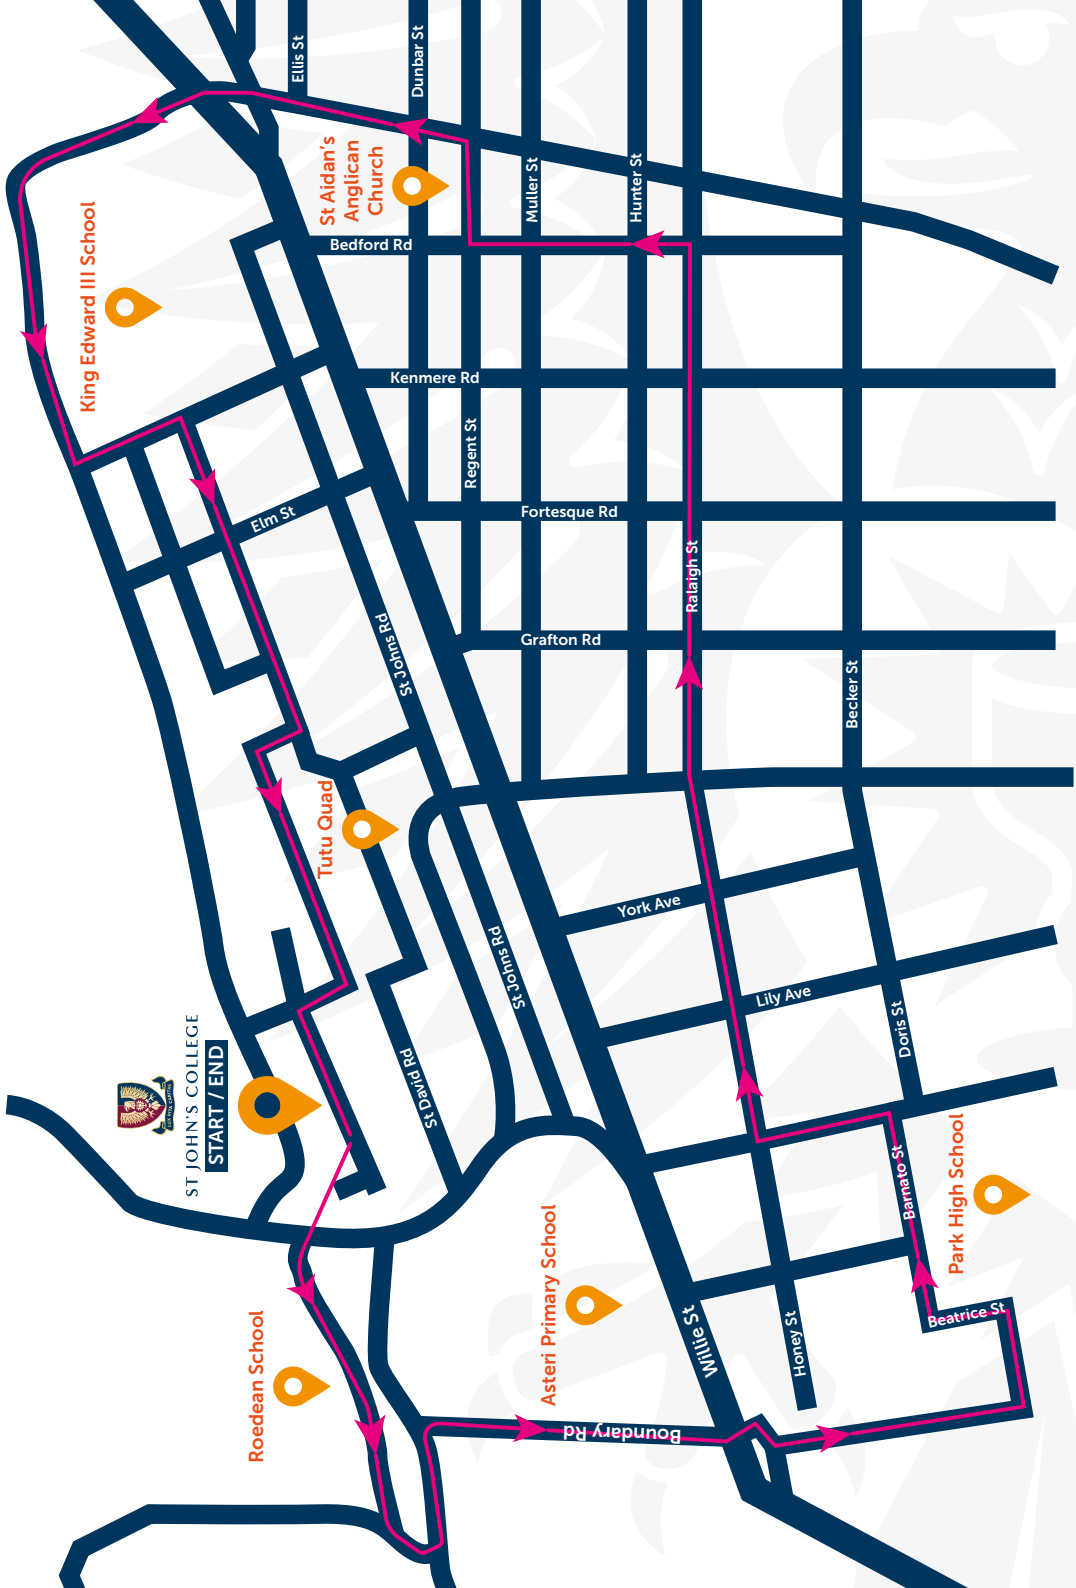 Ellis St
Dunbar St
St Aidan's
Anglican
Church
Muller St
Hunter St
Bedford Rd
King Edward III School
Kenmere Rd
Regent St
Elm St
Fortesque Rd
Ralaigh St
St Johns Rd
Grafton Rd
Becker St
Tutu Quad
York Ave
St Johns Rd
Lily Ave
Doris St
ST JOHN'S COLLEGE
START / END
LUX VITA CARITAS
St David Rd
Barnato St
Park High School
Asteri Primary School
Roedean School
Willie St
Honey St
Beatrice St
Boundary Rd